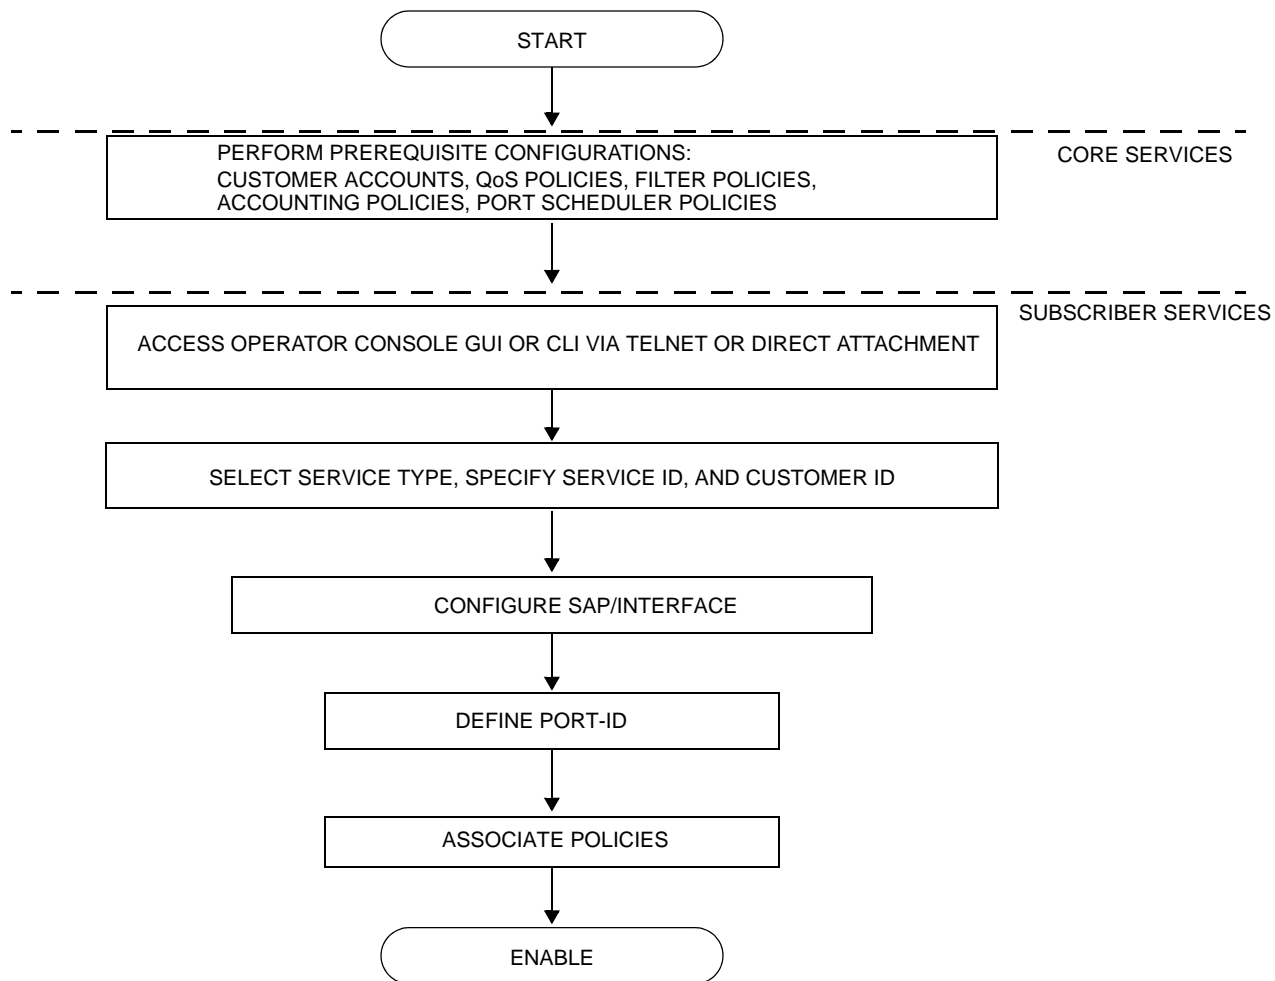 START
PERFORM PREREQUISITE CONFIGURATIONS:
CORE SERVICES
CUSTOMER ACCOUNTS, QoS POLICIES, FILTER POLICIES,
ACCOUNTING POLICIES, PORT SCHEDULER POLICIES
SUBSCRIBER SERVICES
ACCESS OPERATOR CONSOLE GUI OR CLI VIA TELNET OR DIRECT ATTACHMENT
SELECT SERVICE TYPE, SPECIFY SERVICE ID, AND CUSTOMER ID
CONFIGURE SAP/INTERFACE
DEFINE PORT-ID
ASSOCIATE POLICIES
ENABLE